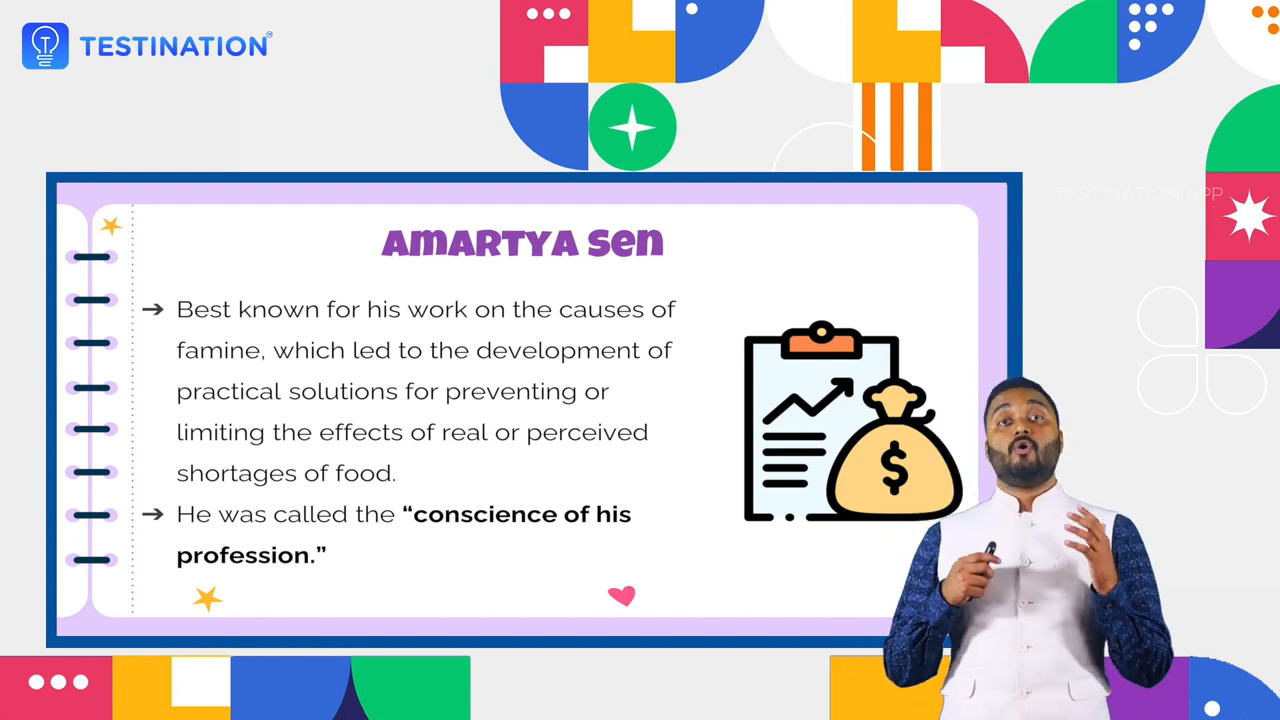 TESTINATION
TESTINATION APP
Amartya Sen
➔ Best known for his work on the causes of
famine, which led to the development of
practical solutions for preventing or
limiting the effects of real or perceived
shortages of food.
➔ He was called the “conscience of his
profession.”
$